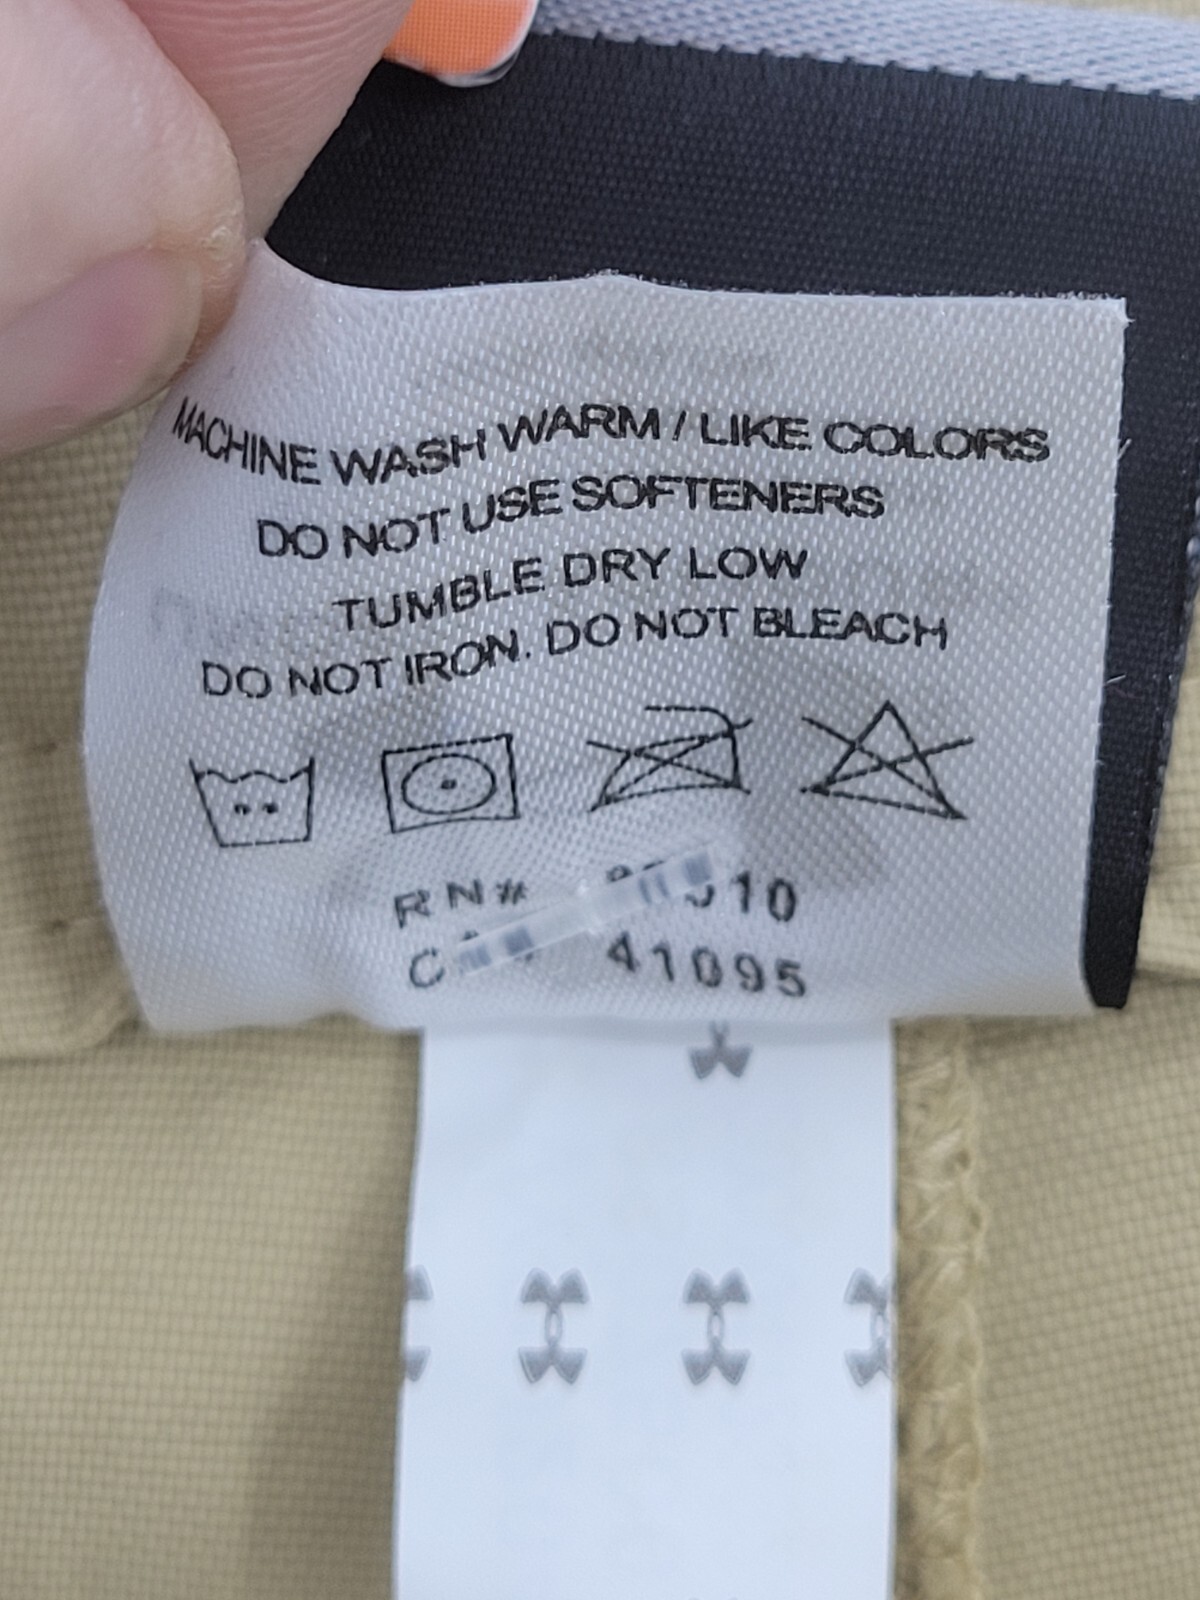 MACHINE WASH WARM / LIKE COLORS
DO NOT USE SOFTENERS
TUMBLE DRY LOW
DO NOT IRON. DO NOT BLEACH
RN#
41095